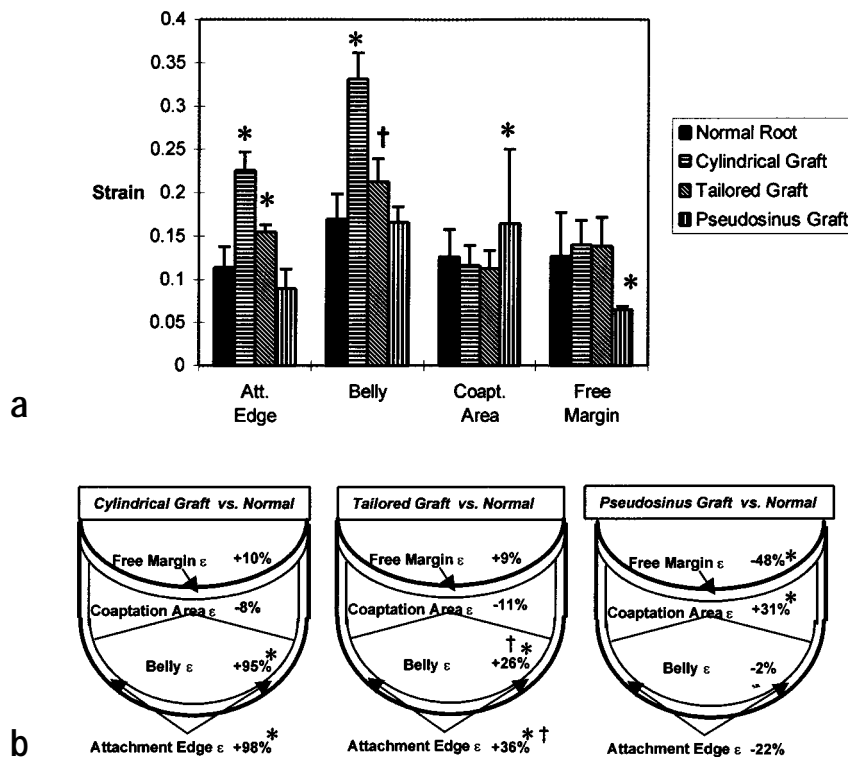 0.4
0.35
0.3
0.25
0.2
0.15
0.1
0.05
0
Strain
*
*
*
†
*
*
Att.
Edge
Belly
Coapt.
Area
Free
Margin
Normal Root
Cylindrical Graft
Tailored Graft
Pseudosinus Graft
a
Cylindrical Graft vs. Normal
Free Margin ε +10%
Coaptation Area ε -8%
Belly ε +95%*
Attachment Edge ε +98%*
Tailored Graft vs. Normal
Free Margin ε +9%
Coaptation Area ε -11%
†*
Belly ε +26%
Attachment Edge ε +36%*‡
Pseudosinus Graft vs. Normal
Free Margin ε -48%*
Coaptation Area ε +31%*
Belly ε -2%
Attachment Edge ε -22%
b